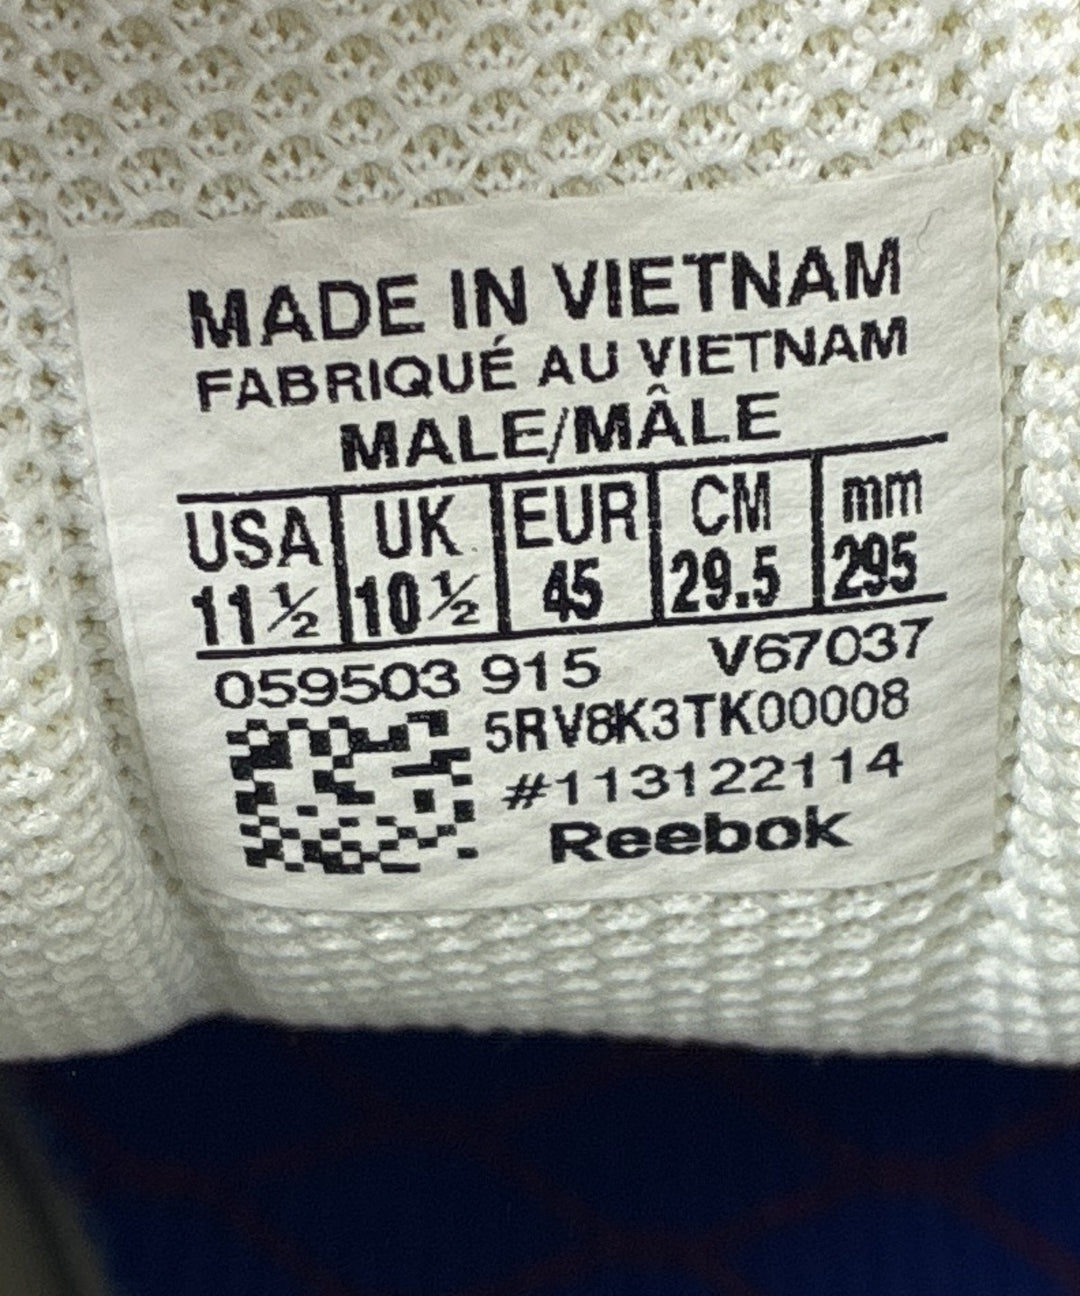 MADE IN VIETNAM
FABRIQUÉ AU VIETNAM
MALE/MÂLE
USA UK EUR CM mm
11½ 10½ 45 29.5 295
059503 915 V67037
5RV8K3TK00008
#113122114
Reebok